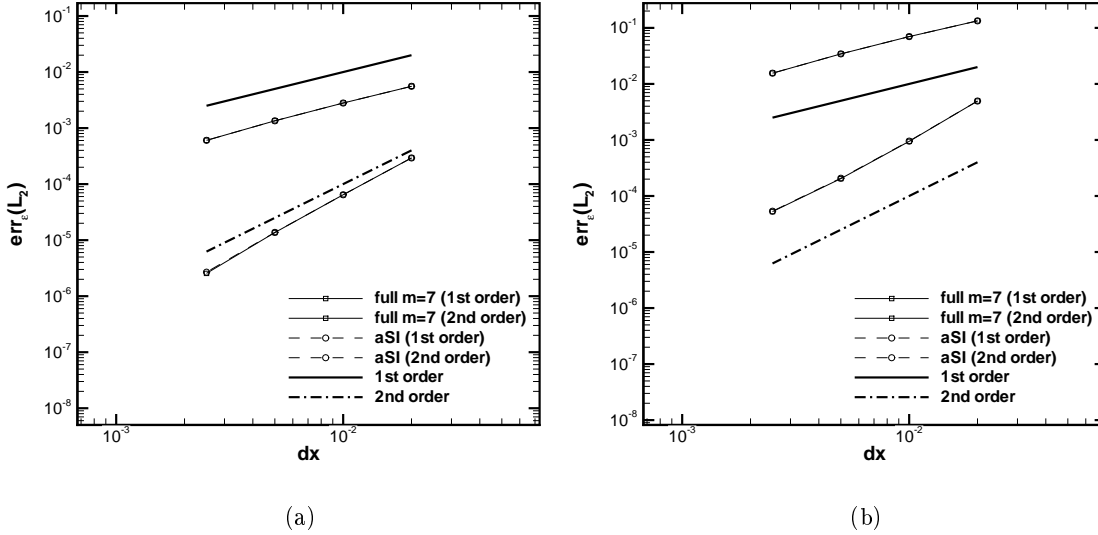 10^-1
10^-2
10^-3
10^-4
10^-5
10^-6
10^-7
10^-8
err_ε(L_2)
full m=7 (1st order)
full m=7 (2nd order)
aSI (1st order)
aSI (2nd order)
1st order
2nd order
10^-3
10^-2
dx
(a)
10^-1
10^-2
10^-3
10^-4
10^-5
10^-6
10^-7
10^-8
err_ε(L_2)
full m=7 (1st order)
full m=7 (2nd order)
aSI (1st order)
aSI (2nd order)
1st order
2nd order
10^-3
10^-2
dx
(b)